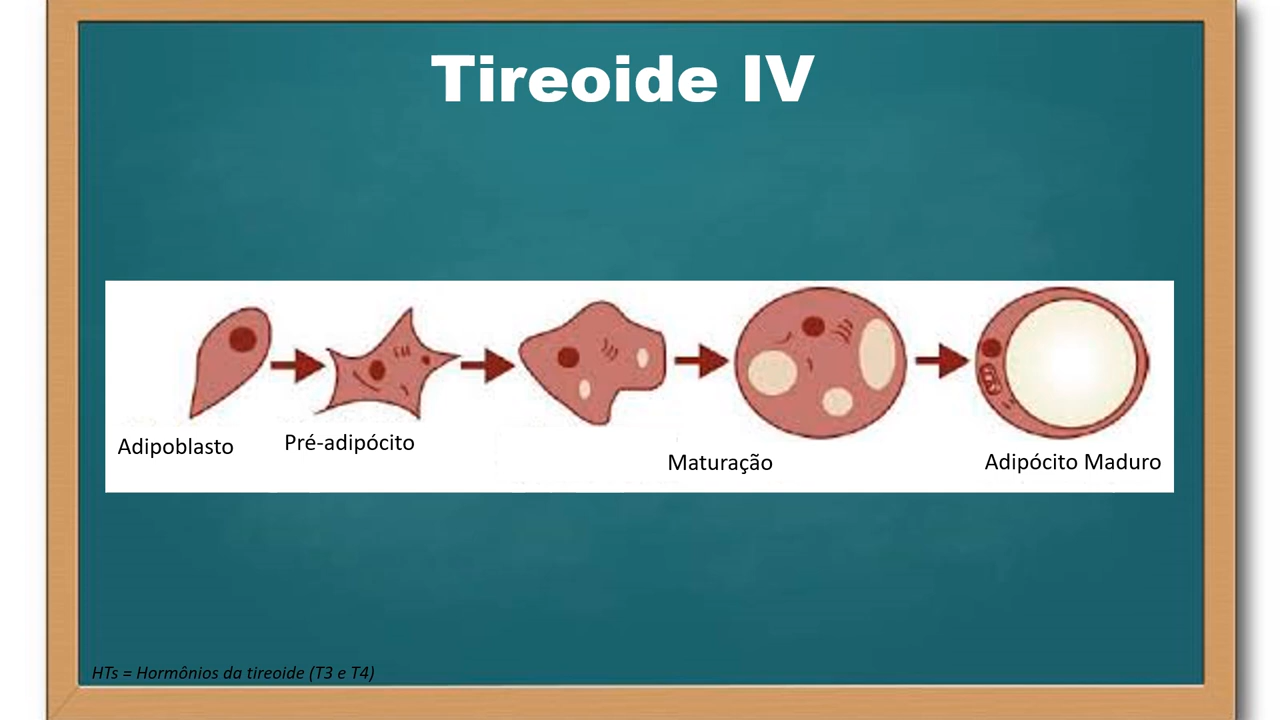 Tireoide IV
Adipoblasto
Pré-adipócito
Maturação
Adipócito Maduro
HTs = Hormônios da tireoide (T3 e T4)